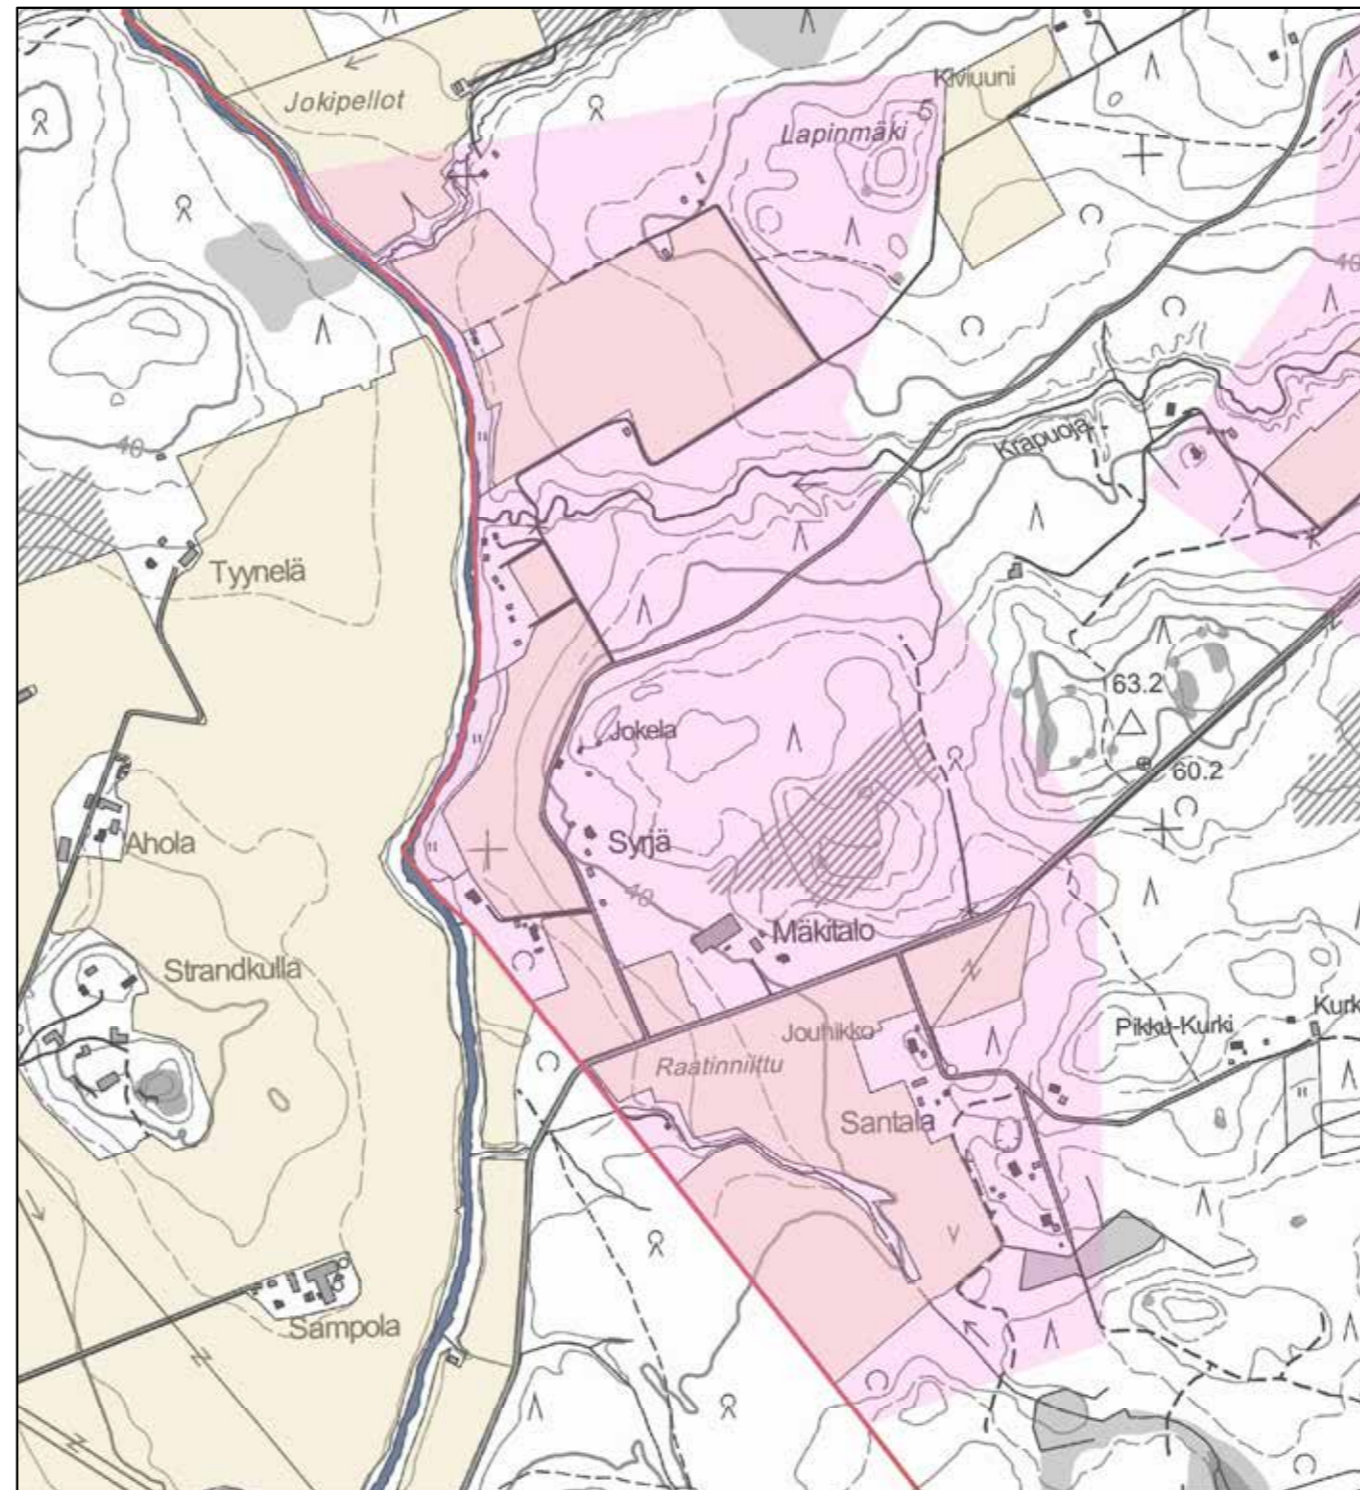 Jokipellot
Kiviuuni
Lapinmäki
40
Krapuoja
40
Tyynelä
63.2
60.2
Jokela
Ahola
Syrjä
40
Mäkitalo
Strandkulla
Jouhikko
Raatinniittu
Pikku-Kurki
Santala
Sampola